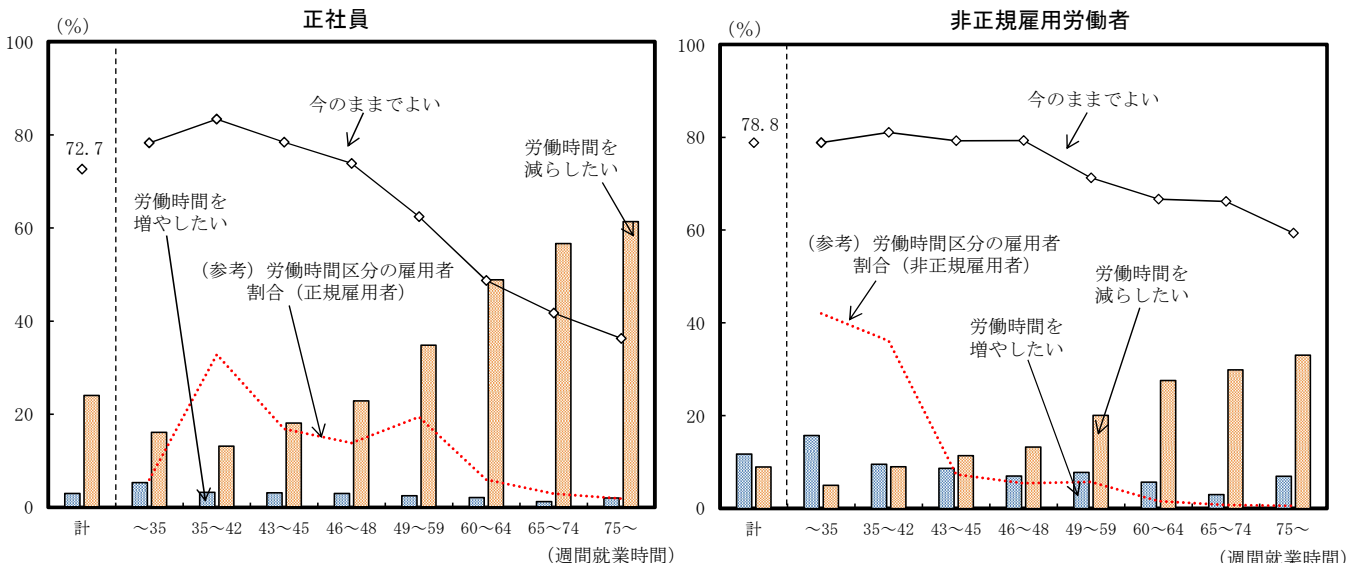 正社員
(%)
100
80
60
40
20
0
72.7
今のままでよい
労働時間を
減らしたい
労働時間を
増やしたい
(参考)労働時間区分の雇用者
割合(正規雇用者)
計
～35
35～42
43～45
46～48
49～59
60～64
65～74
75～
(週間就業時間)
非正規雇用労働者
(%)
100
80
60
40
20
0
78.8
今のままでよい
(参考)労働時間区分の雇用者
割合(非正規雇用者)
労働時間を
減らしたい
労働時間を
増やしたい
計
～35
35～42
43～45
46～48
49～59
60～64
65～74
75～
(週間就業時間)